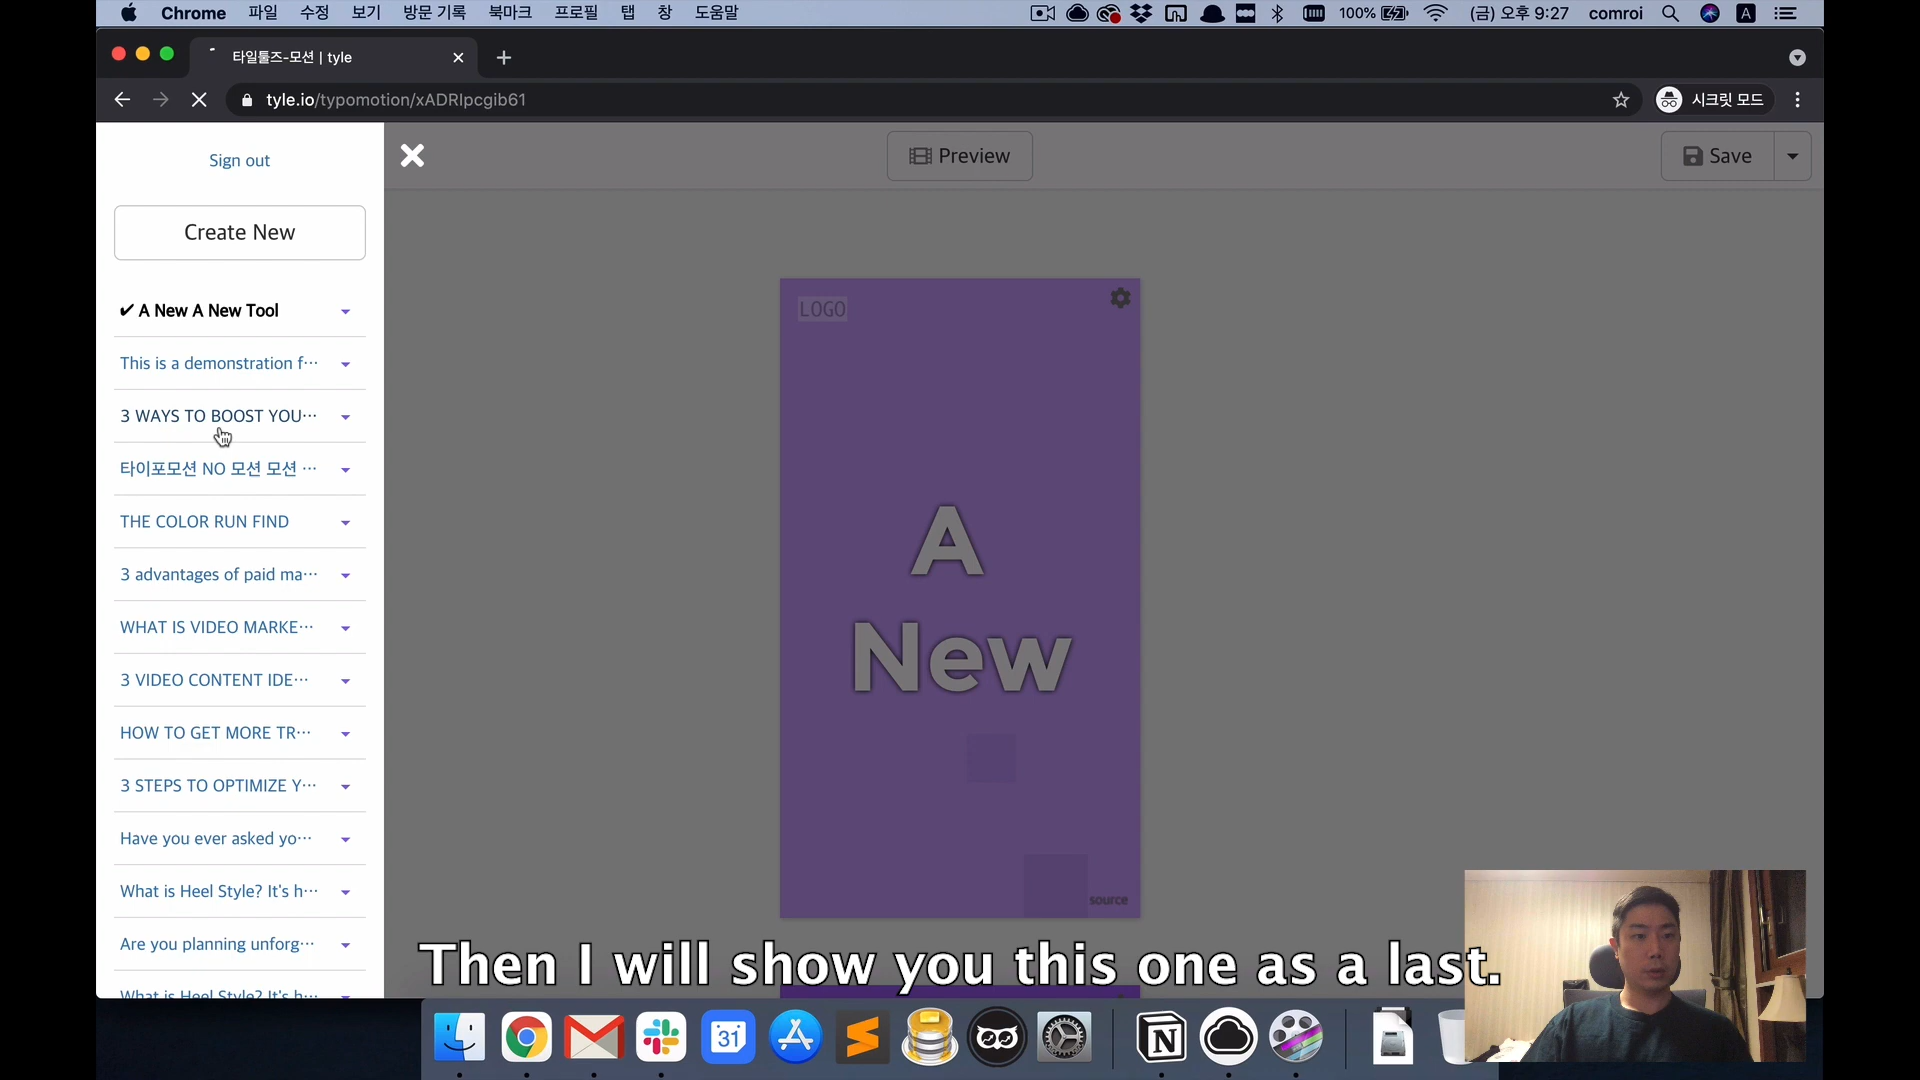 Chrome 파일 수정 보기 방문 기록 북마크 프로필 탭 창 도움말 100% (금) 오후 9:27 comroi A
타일툴즈-모션 | tyle
tyle.io/typomotion/xADRIpcgib61 시크릿 모드
Sign out
Preview
Save
Create New
✔ A New A New Tool
This is a demonstration f···
3 WAYS TO BOOST YOU···
타이포모션 NO 모션 모션 ···
THE COLOR RUN FIND
3 advantages of paid ma···
WHAT IS VIDEO MARKE···
3 VIDEO CONTENT IDE···
HOW TO GET MORE TR···
3 STEPS TO OPTIMIZE Y···
Have you ever asked yo···
What is Heel Style? It's h···
Are you planning unforg···
What is Heel Style? It's h···
LOGO
A
New
source
Then I will show you this one as a last.
31